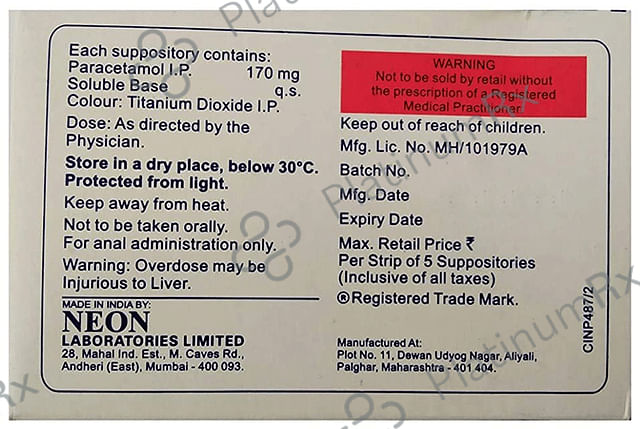 Each suppository contains:
Paracetamol I.P. 170 mg
Soluble Base q.s.
Colour: Titanium Dioxide I.P.
Dose: As directed by the
Physician.
Store in a dry place, below 30°C.
Protected from light.
Keep away from heat.
Not to be taken orally.
For anal administration only.
Warning: Overdose may be
Injurious to Liver.
MADE IN INDIA BY:
NEON
LABORATORIES LIMITED
28, Mahal Ind. Est., M. Caves Rd.,
Andheri (East), Mumbai - 400 093.
WARNING
Not to be sold by retail without
the prescription of a Registered
Medical Practitioner.
Keep out of reach of children.
Mfg. Lic. No. MH/101979A
Batch No.
Mfg. Date
Expiry Date
Max. Retail Price ₹
Per Strip of 5 Suppositories
(Inclusive of all taxes)
®Registered Trade Mark.
Manufactured At:
Plot No. 11, Dewan Udyog Nagar, Aliyali,
Palghar, Maharashtra - 401 404.
CINP487/2
PlatinumRx
PlatinumRx
PlatinumRx
PlatinumRx
Rx